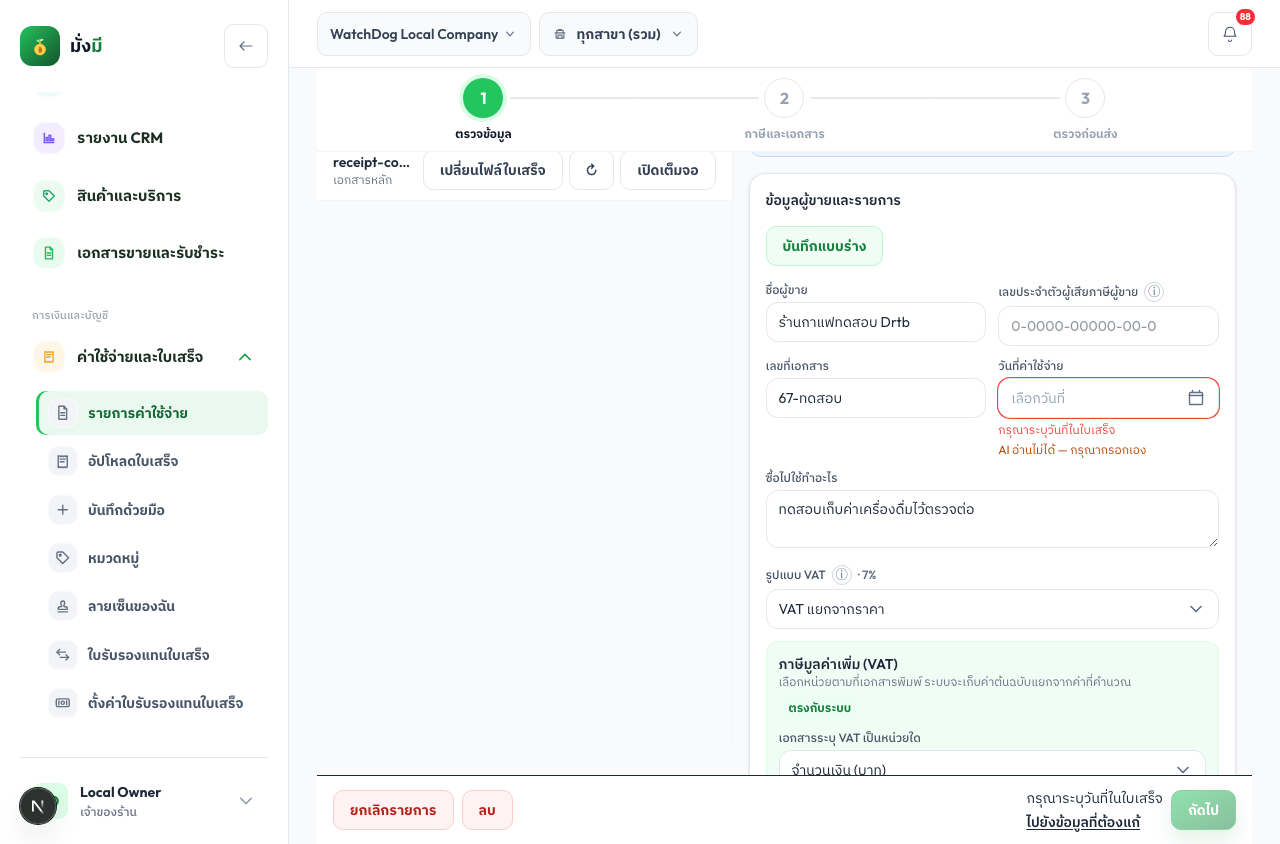 มั่งมี
รายงาน CRM
สินค้าและบริการ
เอกสารขายและรับชำระ
การเงินและบัญชี
ค่าใช้จ่ายและใบเสร็จ
รายการค่าใช้จ่าย
อัปโหลดใบเสร็จ
บันทึกด้วยมือ
หมวดหมู่
ลายเซ็นของฉัน
ใบรับรองแทนใบเสร็จ
ตั้งค่าใบรับรองแทนใบเสร็จ
N
Local Owner
เจ้าของร้าน
WatchDog Local Company
ทุกสาขา (รวม)
88
1
2
3
ตรวจข้อมูล
ภาษีและเอกสาร
ตรวจก่อนส่ง
receipt-co...
เอกสารหลัก
เปลี่ยนไฟล์ใบเสร็จ
เปิดเต็มจอ
ข้อมูลผู้ขายและรายการ
บันทึกแบบร่าง
ชื่อผู้ขาย
เลขประจำตัวผู้เสียภาษีผู้ขาย
ร้านกาแฟทดสอบ Drtb
0-0000-00000-00-0
เลขที่เอกสาร
วันที่ค่าใช้จ่าย
67-ทดสอบ
เลือกวันที่
กรุณาระบุวันที่ในใบเสร็จ
AI อ่านไม่ได้ — กรุณากรอกเอง
ซื้อไปใช้ทำอะไร
ทดสอบเก็บค่าเครื่องดื่มไว้ตรวจต่อ
รูปแบบ VAT · 7%
VAT แยกจากราคา
ภาษีมูลค่าเพิ่ม (VAT)
เลือกหน่วยตามที่เอกสารพิมพ์ ระบบจะเก็บค่าต้นฉบับแยกจากค่าที่คำนวณ
ตรงกับระบบ
เอกสารระบุ VAT เป็นหน่วยใด
จำนวนเงิน (บาท)
ยกเลิกรายการ
ลบ
กรุณาระบุวันที่ในใบเสร็จ
ไปยังข้อมูลที่ต้องแก้
ถัดไป